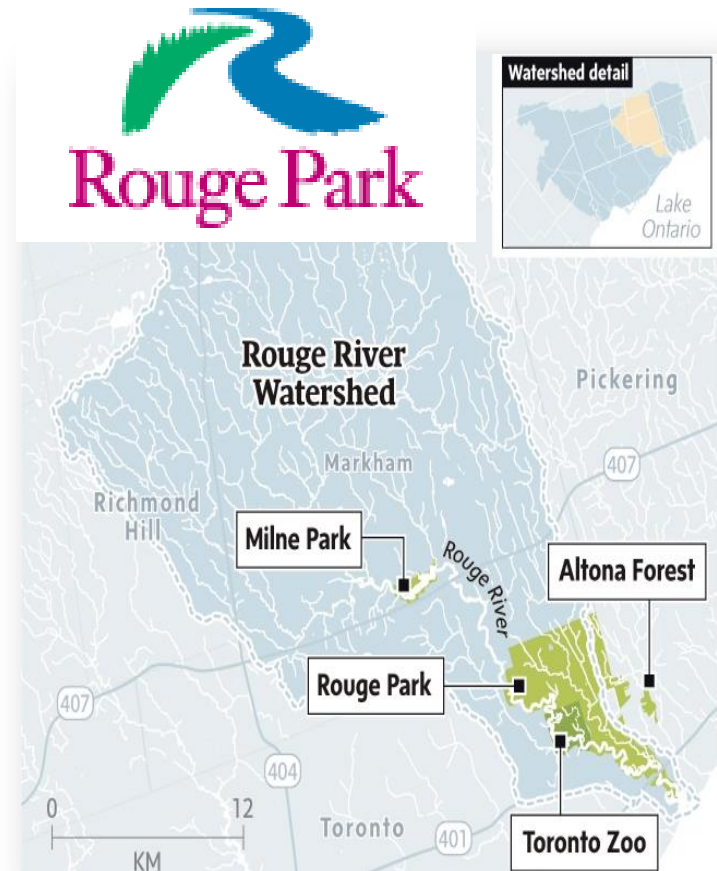 Rouge Park
Watershed detail
Lake
Ontario
Rouge River
Watershed
Pickering
Markham
407
Richmond
Hill
Milne Park
Rouge River
Altona Forest
Rouge Park
407
404
0 12
KM
Toronto
401
Toronto Zoo